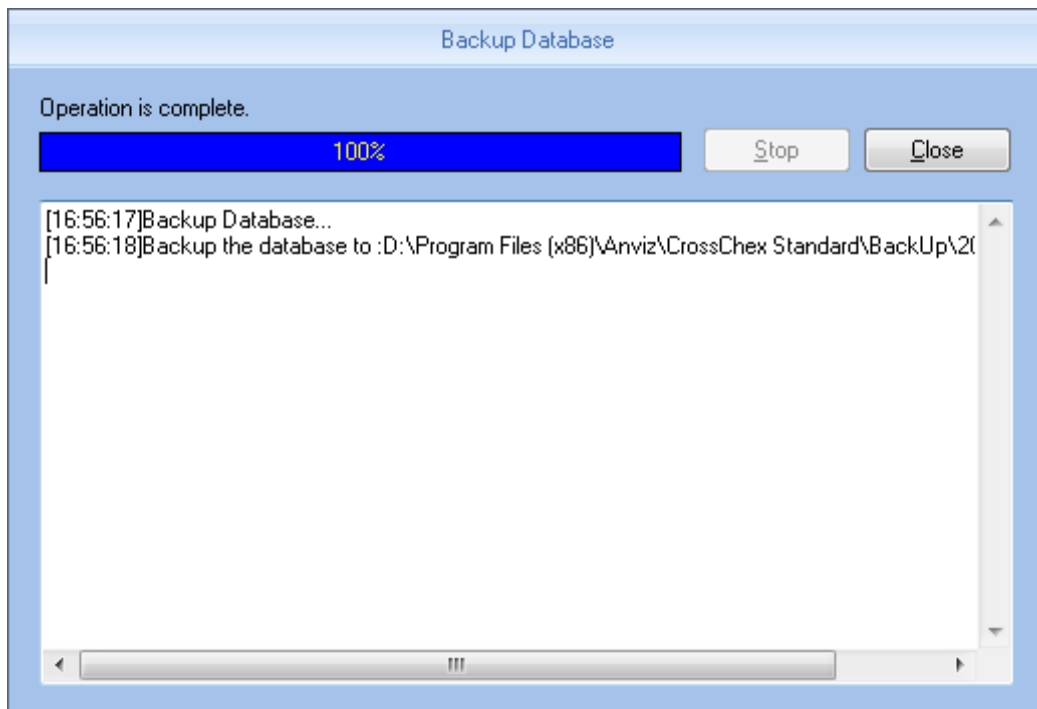 Backup Database
Operation is complete.
100%
Stop
Close
[16:56:17]Backup Database...
[16:56:18]Backup the database to :D:\Program Files (x86)\Anviz\CrossChex Standard\BackUp\20